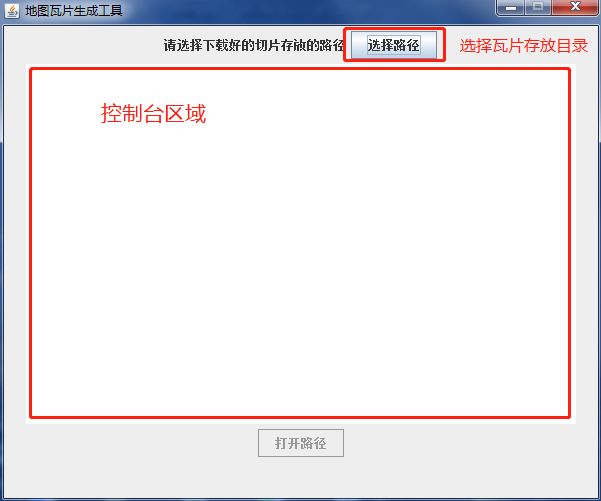 地图瓦片生成工具
请选择下载好的切片存放的路径 选择路径 选择瓦片存放目录
控制台区域
打开路径